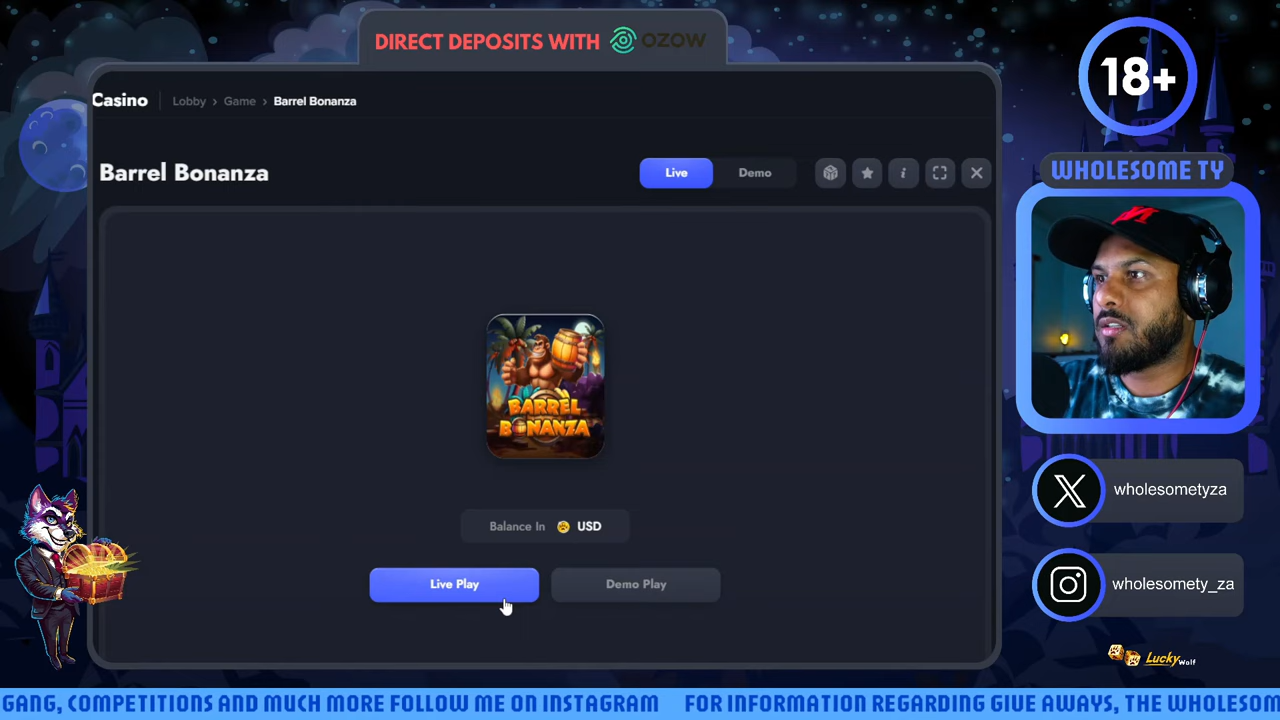 DIRECT DEPOSITS WITH OZOW
Casino Lobby > Game > Barrel Bonanza
Barrel Bonanza
Live Demo
BARREL
BONANZA
Balance In USD
Live Play Demo Play
18+
WHOLESOME TY
wholesometyza
wholesomety_za
Lucky Wolf
GANG, COMPETITIONS AND MUCH MORE FOLLOW ME ON INSTAGRAM FOR INFORMATION REGARDING GIVE AWAYS, THE WHOLESOM